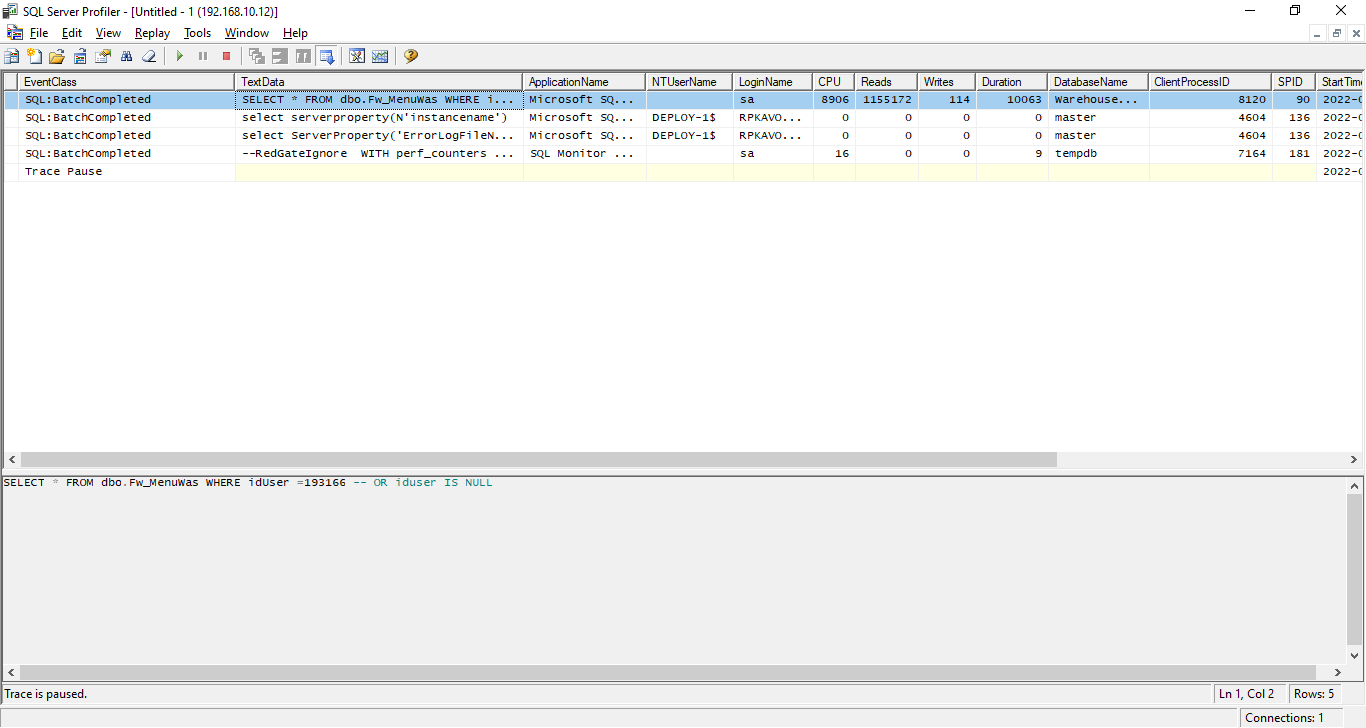 SQL Server Profiler - [Untitled - 1 (192.168.10.12)]
File Edit View Replay Tools Window Help
EventClass TextData ApplicationName NTUserName LoginName CPU Reads Writes Duration DatabaseName ClientProcessID SPID StartTime
SQL:BatchCompleted SELECT * FROM dbo.Fw_MenuWas WHERE i... Microsoft SQ... sa 8906 1155172 114 10063 Warehouse... 8120 90 2022-0
SQL:BatchCompleted select serverproperty(N'instancename') Microsoft SQ... DEPLOY-1$ RPKAVO... 0 0 0 0 master 4604 136 2022-0
SQL:BatchCompleted select ServerProperty('ErrorLogFileN... Microsoft SQ... DEPLOY-1$ RPKAVO... 0 0 0 0 master 4604 136 2022-0
SQL:BatchCompleted --RedGateIgnore WITH perf_counters ... SQL Monitor ... sa 16 0 0 9 tempdb 7164 181 2022-0
Trace Pause 2022-0
SELECT * FROM dbo.Fw_MenuWas WHERE idUser =193166 -- OR iduser IS NULL
Trace is paused. Ln 1, Col 2 Rows: 5
Connections: 1